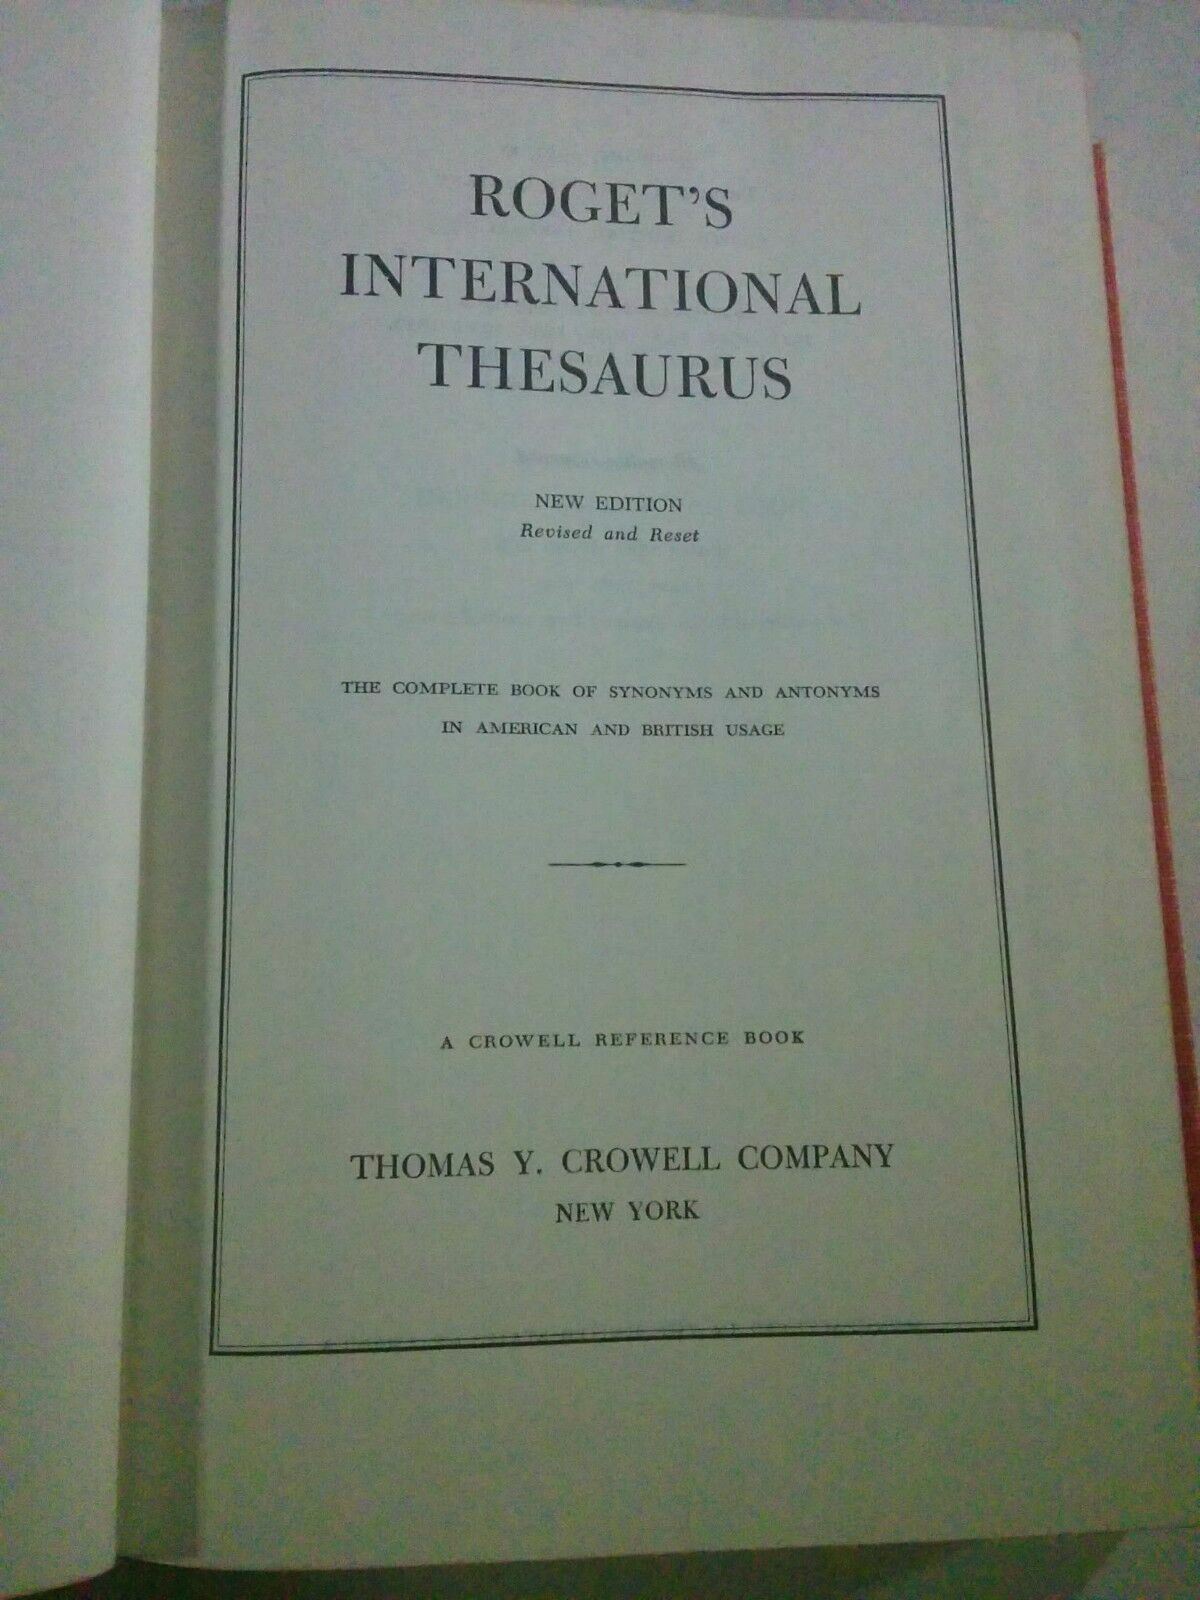 ROGET'S
INTERNATIONAL
THESAURUS
NEW EDITION
Revised and Reset
THE COMPLETE BOOK OF SYNONYMS AND ANTONYMS
IN AMERICAN AND BRITISH USAGE
A CROWELL REFERENCE BOOK
THOMAS Y. CROWELL COMPANY
NEW YORK